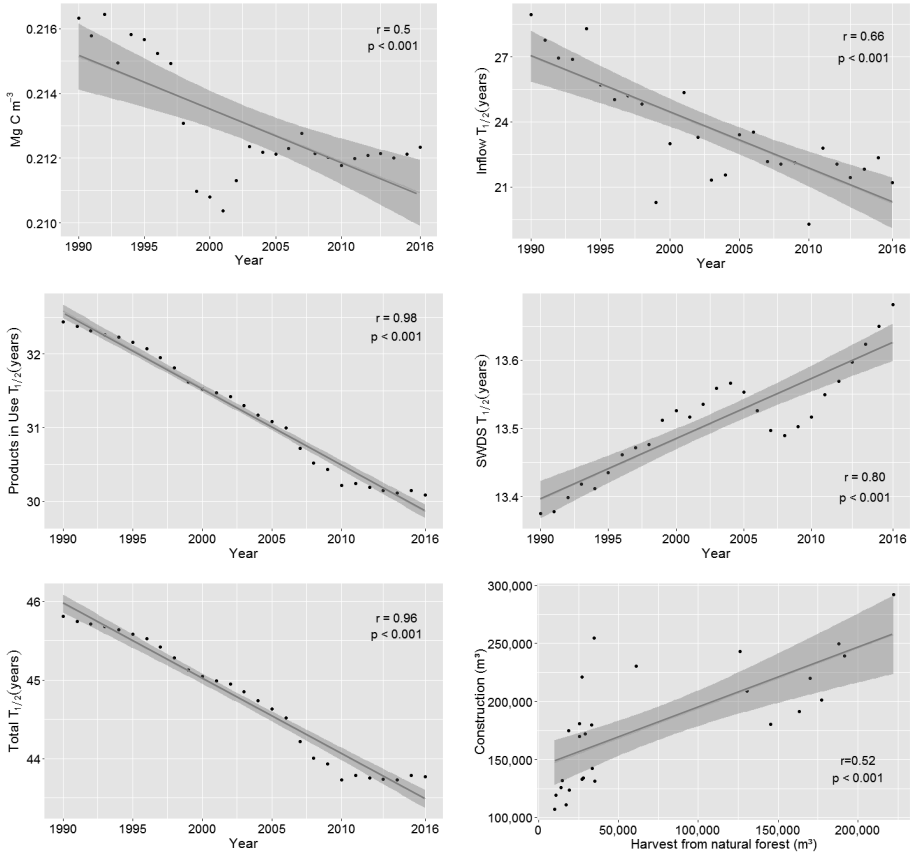 Mg C m⁻³
0.216
0.214
0.212
0.210
r = 0.5
p < 0.001
1990 1995 2000 2005 2010 2016
Year
Inflow T₁/₂(years)
27
24
21
r = 0.66
p < 0.001
1990 1995 2000 2005 2010 2016
Year
Products in Use T₁/₂(years)
32
31
30
r = 0.98
p < 0.001
1990 1995 2000 2005 2010 2016
Year
SWDS T₁/₂(years)
13.6
13.5
13.4
r = 0.80
p < 0.001
1990 1995 2000 2005 2010 2016
Year
Total T₁/₂(years)
46
45
44
r = 0.96
p < 0.001
1990 1995 2000 2005 2010 2016
Year
Construction (m³)
300,000
250,000
200,000
150,000
100,000
r=0.52
p < 0.001
0 50,000 100,000 150,000 200,000
Harvest from natural forest (m³)